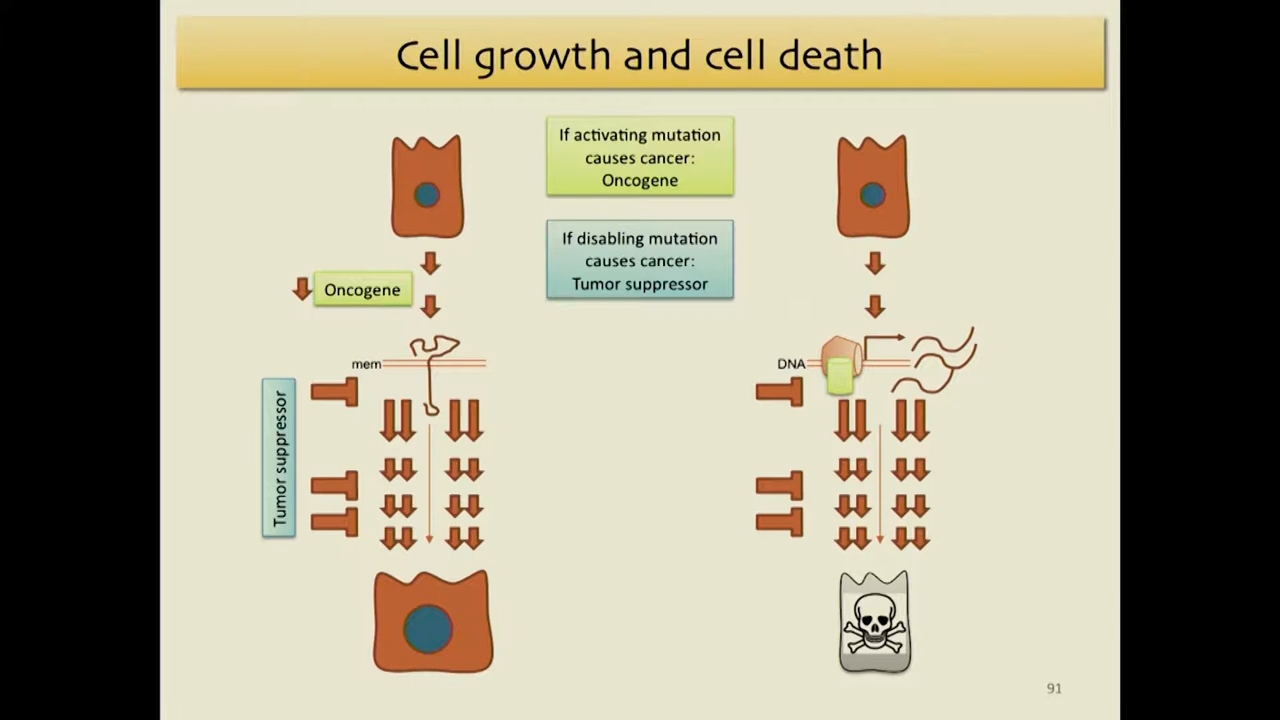 Cell growth and cell death
If activating mutation
causes cancer:
Oncogene
If disabling mutation
causes cancer:
Tumor suppressor
Oncogene
mem
DNA
Tumor suppressor
91